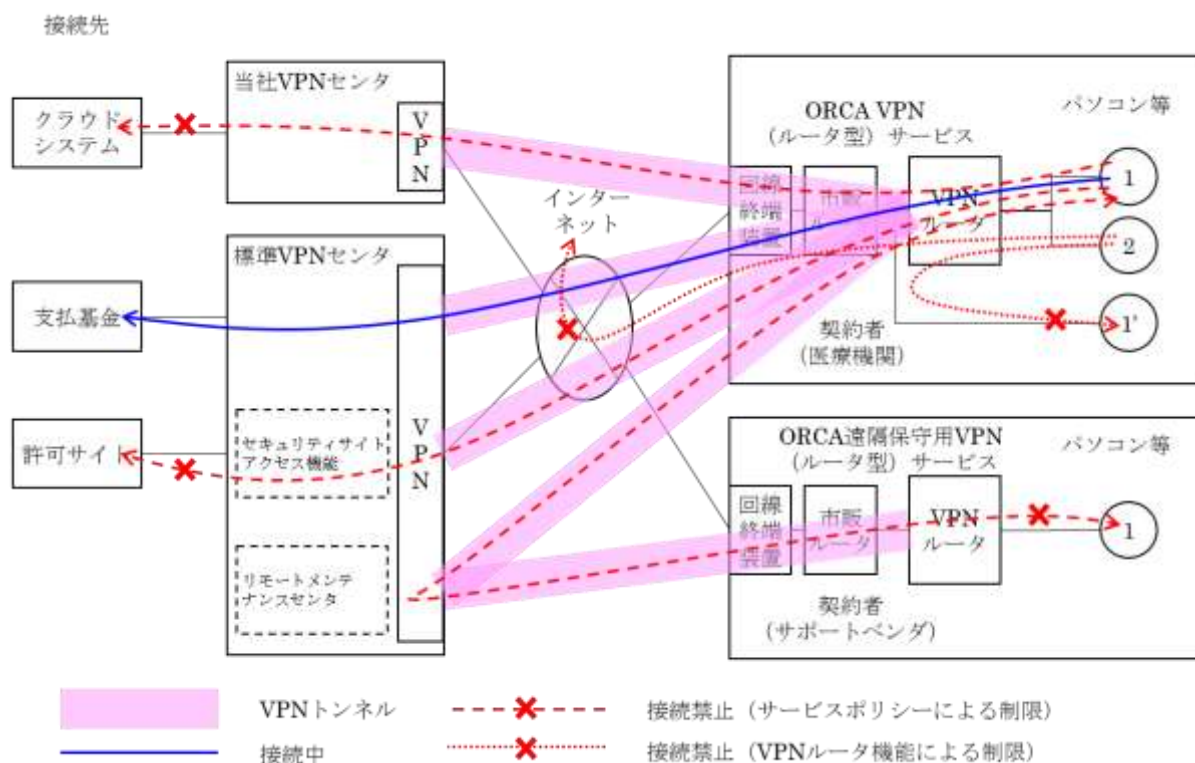 接続先
当社VPNセンタ
クラウド
システム
V
P
N
ORCA VPN
(ルータ型)サービス
パソコン等
回線
終端
装置
市販
ルータ
VPN
ルータ
1
2
1'
契約者
(医療機関)
インター
ネット
標準VPNセンタ
支払基金
許可サイト
セキュリティサイト
アクセス機能
V
P
N
リモートメンテ
ナンスセンタ
ORCA遠隔保守用VPN
(ルータ型)サービス
パソコン等
回線
終端
装置
市販
ルータ
VPN
ルータ
1
契約者
(サポートベンダ)
VPNトンネル
接続禁止(サービスポリシーによる制限)
接続中
接続禁止(VPNルータ機能による制限)